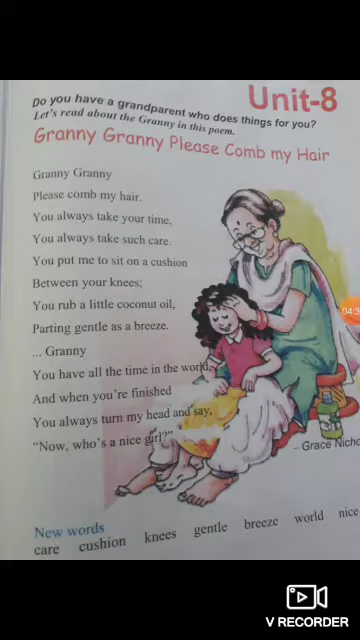 Unit-8
Do you have a grandparent who does things for you?
Let's read about the Granny in this poem.
Granny Granny Please Comb my Hair
Granny Granny
Please comb my hair.
You always take your time,
You always take such care.
You put me to sit on a cushion
Between your knees;
You rub a little coconut oil,
Parting gentle as a breeze.
... Granny
You have all the time in the world,
And when you're finished
You always turn my head and say,
"Now, who's a nice girl?"
– Grace Nicho
New words
care cushion knees gentle breeze world nice
04:3
V RECORDER